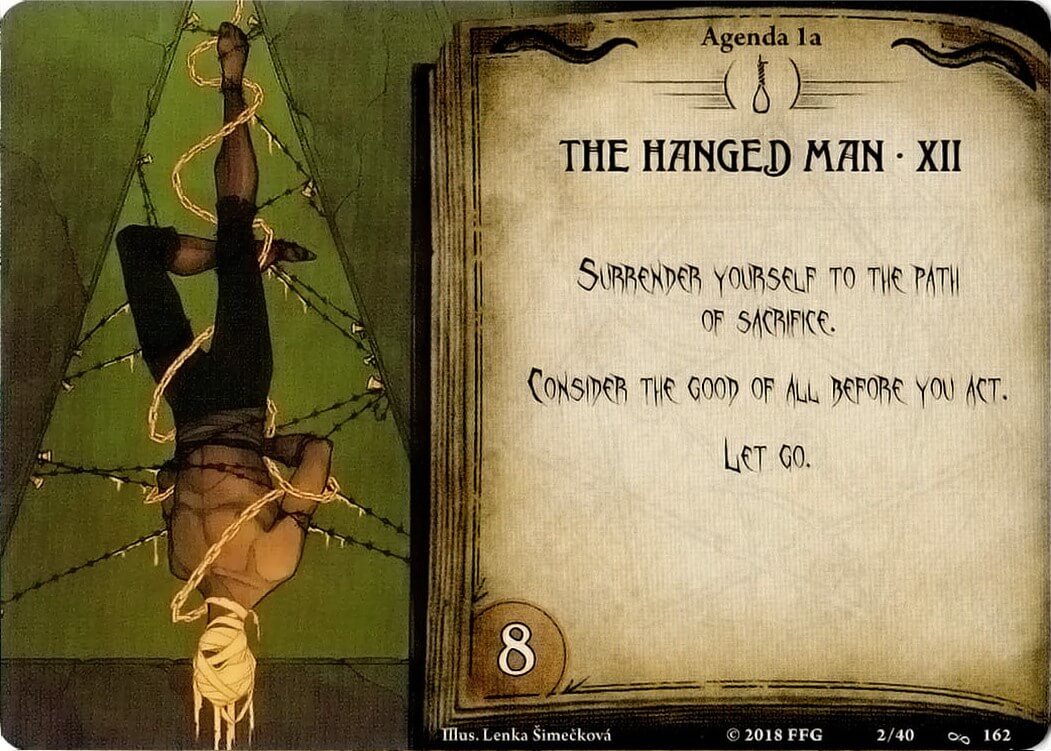 Agenda 1a
THE HANGED MAN · XII
SURRENDER YOURSELF TO THE PATH
OF SACRIFICE.
CONSIDER THE GOOD OF ALL BEFORE YOU ACT.
LET GO.
8
Illus. Lenka Šimečková
© 2018 FFG
2/40
162